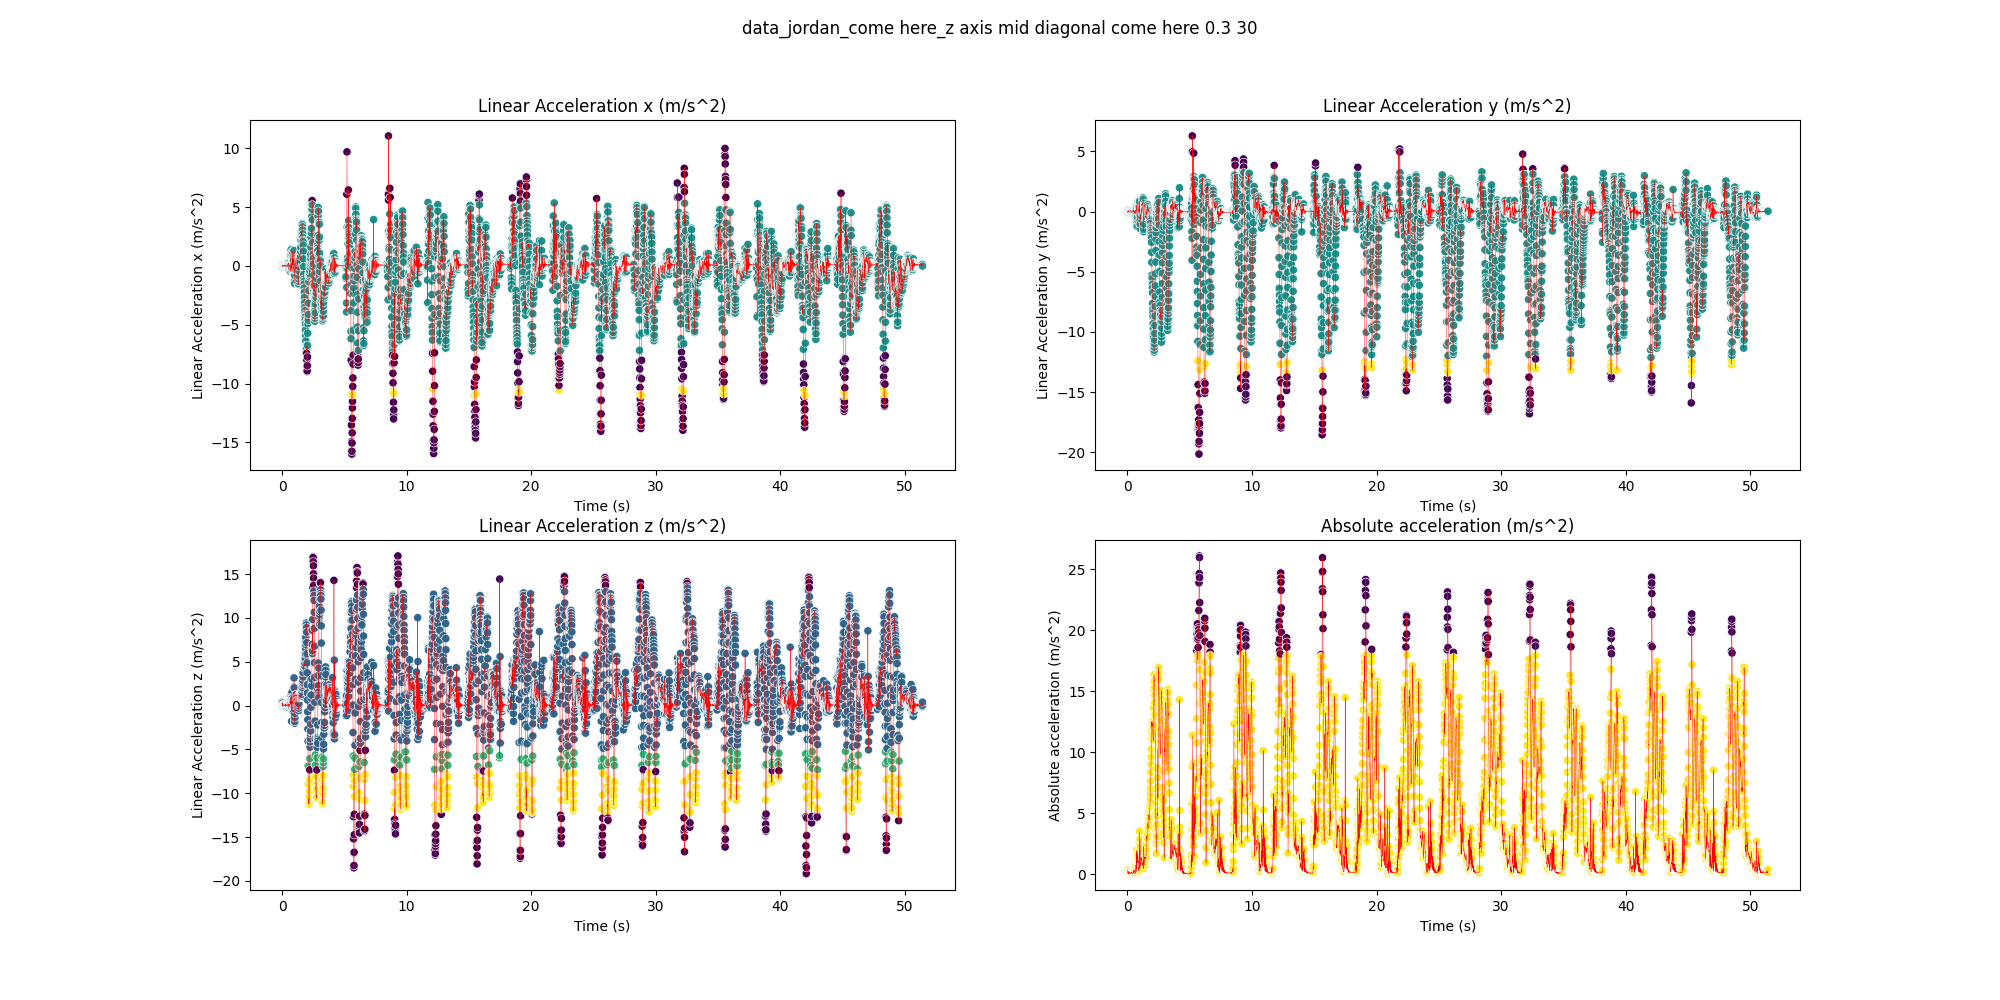 data_jordan_come here_z axis mid diagonal come here 0.3 30
Linear Acceleration x (m/s^2)
Linear Acceleration x (m/s^2)
10
5
0
−5
−10
−15
0 10 20 30 40 50
Time (s)
Linear Acceleration y (m/s^2)
Linear Acceleration y (m/s^2)
5
0
−5
−10
−15
−20
0 10 20 30 40 50
Time (s)
Linear Acceleration z (m/s^2)
Linear Acceleration z (m/s^2)
15
10
5
0
−5
−10
−15
−20
0 10 20 30 40 50
Time (s)
Absolute acceleration (m/s^2)
Absolute acceleration (m/s^2)
25
20
15
10
5
0
0 10 20 30 40 50
Time (s)